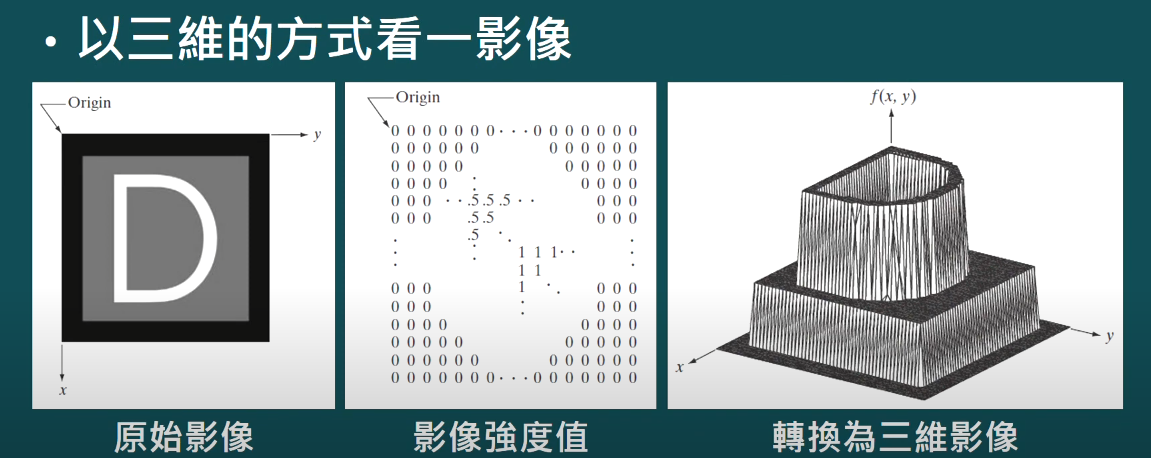 • 以三維的方式看一影像
Origin
y
x
原始影像
Origin
0 0 0 0 0 0 0 · · · 0 0 0 0 0 0 0
0 0 0 0 0 0 0 0 0 0 0 0
0 0 0 0 0 0 0 0 0 0
0 0 0 0 0 0 0 0
0 0 0 · · .5 .5 .5 · · 0 0 0
0 0 0 .5 .5 0 0 0
.5
1 1 1 · ·
1 1
0 0 0 1 0 0 0
0 0 0 0 0 0
0 0 0 0 0 0 0 0
0 0 0 0 0 0 0 0 0 0
0 0 0 0 0 0 0 0 0 0 0 0
0 0 0 0 0 0 0 · · · 0 0 0 0 0 0 0
影像強度值
f(x, y)
x
y
轉換為三維影像